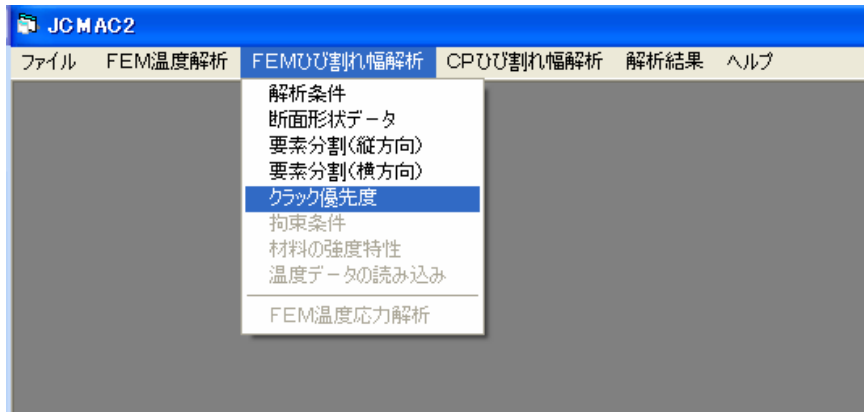 JCMAC2
ファイル FEM温度解析 FEMひび割れ幅解析 CPひび割れ幅解析 解析結果 ヘルプ
解析条件
断面形状データ
要素分割(縦方向)
要素分割(横方向)
クラック優先度
拘束条件
材料の強度特性
温度データの読み込み
FEM温度応力解析